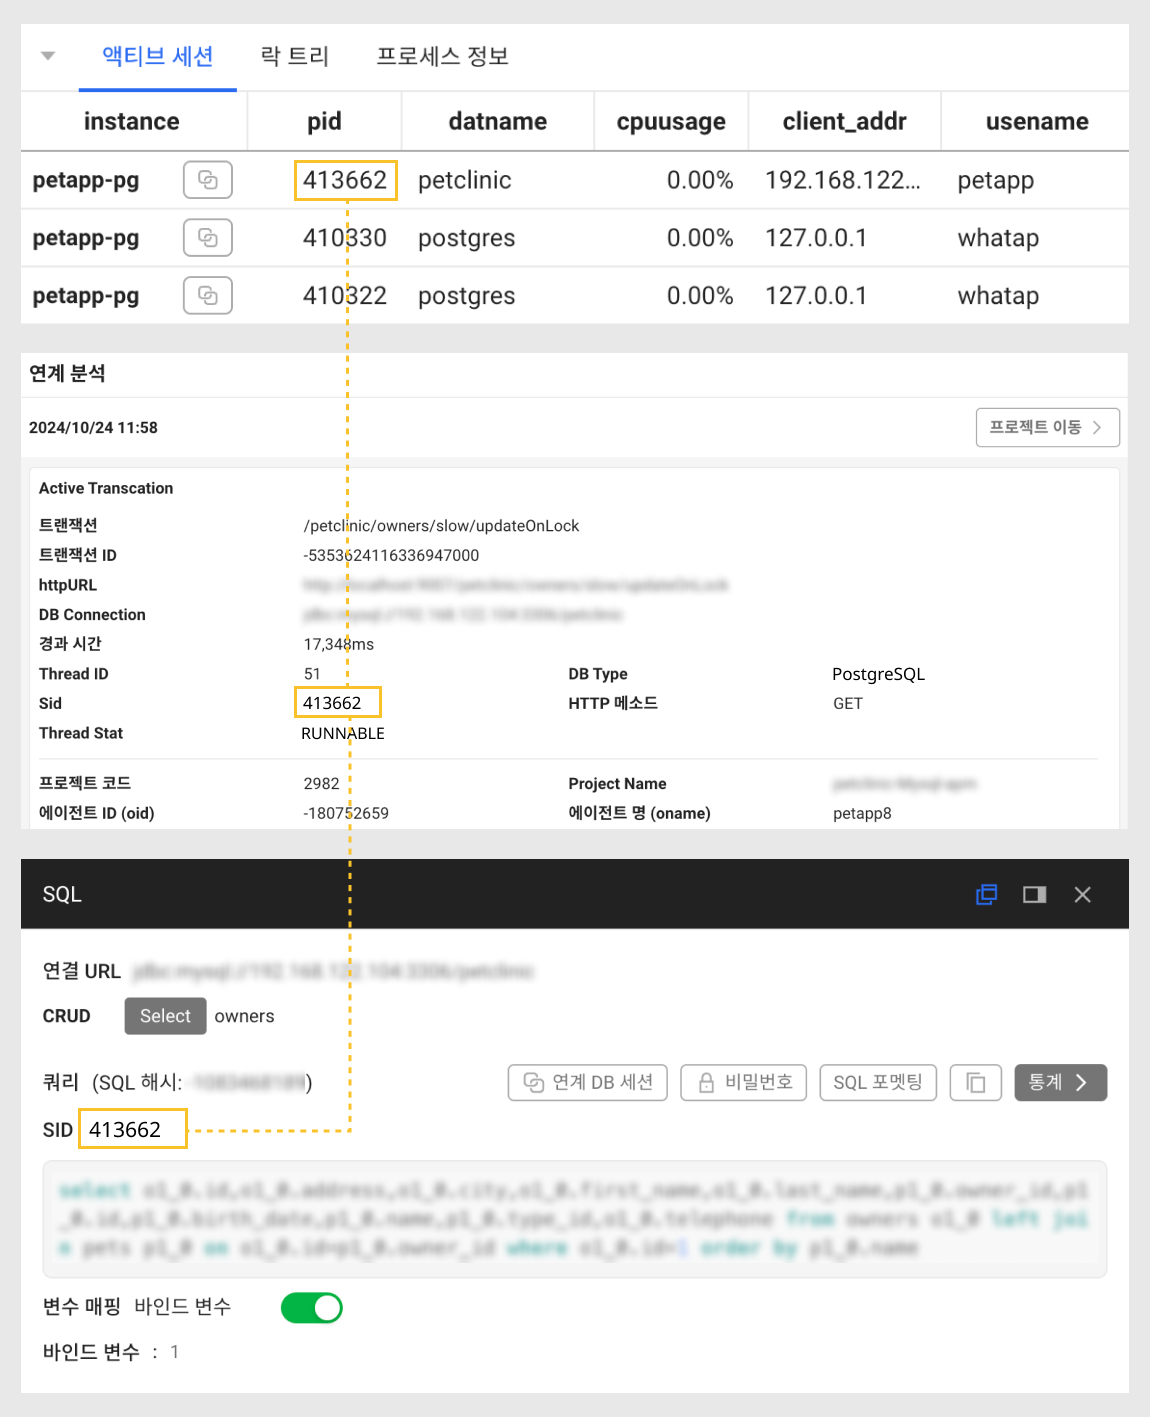 액티브 세션 락 트리 프로세스 정보
instance pid datname cpuusage client_addr usename
petapp-pg 413662 petclinic 0.00% 192.168.122... petapp
petapp-pg 410330 postgres 0.00% 127.0.0.1 whatap
petapp-pg 410322 postgres 0.00% 127.0.0.1 whatap
연계 분석
2024/10/24 11:58 프로젝트 이동
Active Transcation
트랜잭션 /petclinic/owners/slow/updateOnLock
트랜잭션 ID -5353624116336947000
httpURL
DB Connection
경과 시간 17,348ms
Thread ID 51 DB Type PostgreSQL
Sid 413662 HTTP 메소드 GET
Thread Stat RUNNABLE
프로젝트 코드 2982 Project Name
에이전트 ID (oid) -180752659 에이전트 명 (oname) petapp8
SQL
연결 URL
CRUD Select owners
쿼리 (SQL 해시: ) 연계 DB 세션 비밀번호 SQL 포멧팅 통계
SID 413662
변수 매핑 바인드 변수
바인드 변수 : 1